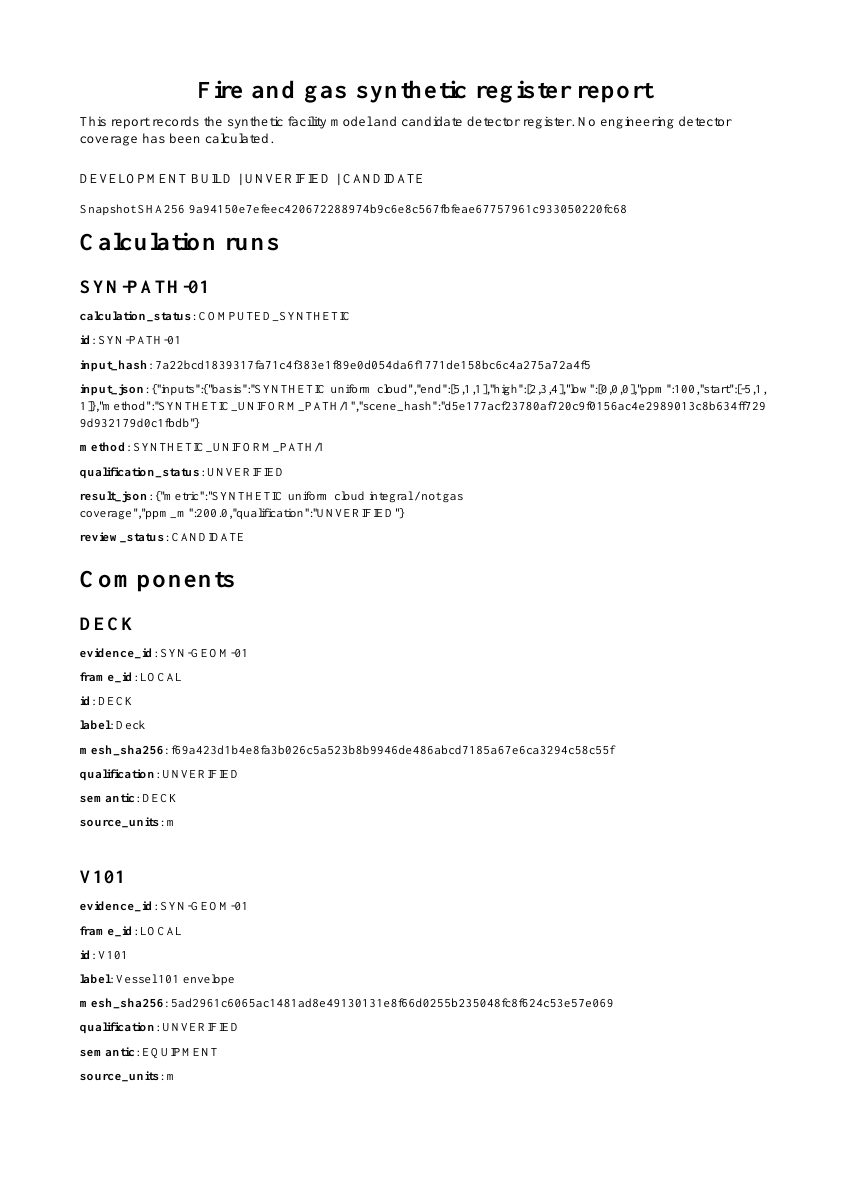 Fire and gas synthetic register report
This report records the synthetic facility model and candidate detector register. No engineering detector
coverage has been calculated.
DEVELOPMENT BUILD | UNVERIFIED | CANDIDATE
Snapshot SHA256 9a94150e7efeec420672288974b9c6e8c567fbfeae67757961c933050220fc68
Calculation runs
SYN-PATH-01
calculation_status: COMPUTED_SYNTHETIC
id: SYN-PATH-01
input_hash: 7a22bcd1839317fa71c4f383e1f89e0d054da6f1771de158bc6c4a275a72a4f5
input_json: {"inputs":{"basis":"SYNTHETIC uniform cloud","end":[5,1,1],"high":[2,3,4],"low":[0,0,0],"ppm":100,"start":[-5,1,
1]},"method":"SYNTHETIC_UNIFORM_PATH/1","scene_hash":"d5e177acf23780af720c9f0156ac4e2989013c8b634ff729
9d932179d0c1fbdb"}
method: SYNTHETIC_UNIFORM_PATH/1
qualification_status: UNVERIFIED
result_json: {"metric":"SYNTHETIC uniform cloud integral / not gas
coverage","ppm_m":200.0,"qualification":"UNVERIFIED"}
review_status: CANDIDATE
Components
DECK
evidence_id: SYN-GEOM-01
frame_id: LOCAL
id: DECK
label: Deck
mesh_sha256: f69a423d1b4e8fa3b026c5a523b8b9946de486abcd7185a67e6ca3294c58c55f
qualification: UNVERIFIED
semantic: DECK
source_units: m
V101
evidence_id: SYN-GEOM-01
frame_id: LOCAL
id: V101
label: Vessel 101 envelope
mesh_sha256: 5ad2961c6065ac1481ad8e49130131e8f66d0255b235048fc8f624c53e57e069
qualification: UNVERIFIED
semantic: EQUIPMENT
source_units: m